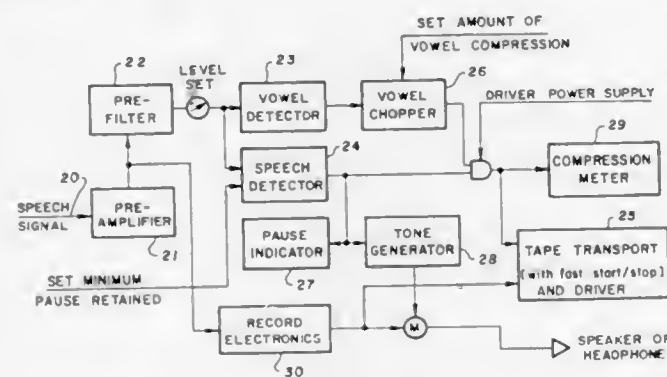 SET AMOUNT OF
VOWEL COMPRESSION
22
LEVEL
SET
23
26
DRIVER POWER SUPPLY
PRE-
FILTER
VOWEL
DETECTOR
VOWEL
CHOPPER
29
24
COMPRESSION
METER
20
SPEECH
SIGNAL
PRE-
AMPLIFIER
21
SPEECH
DETECTOR
25
PAUSE
INDICATOR
27
TONE
GENERATOR
28
TAPE TRANSPORT
[with fast start/stop]
AND DRIVER
SET MINIMUM
PAUSE RETAINED
RECORD
ELECTRONICS
30
M
SPEAKER OR
HEADPHONE